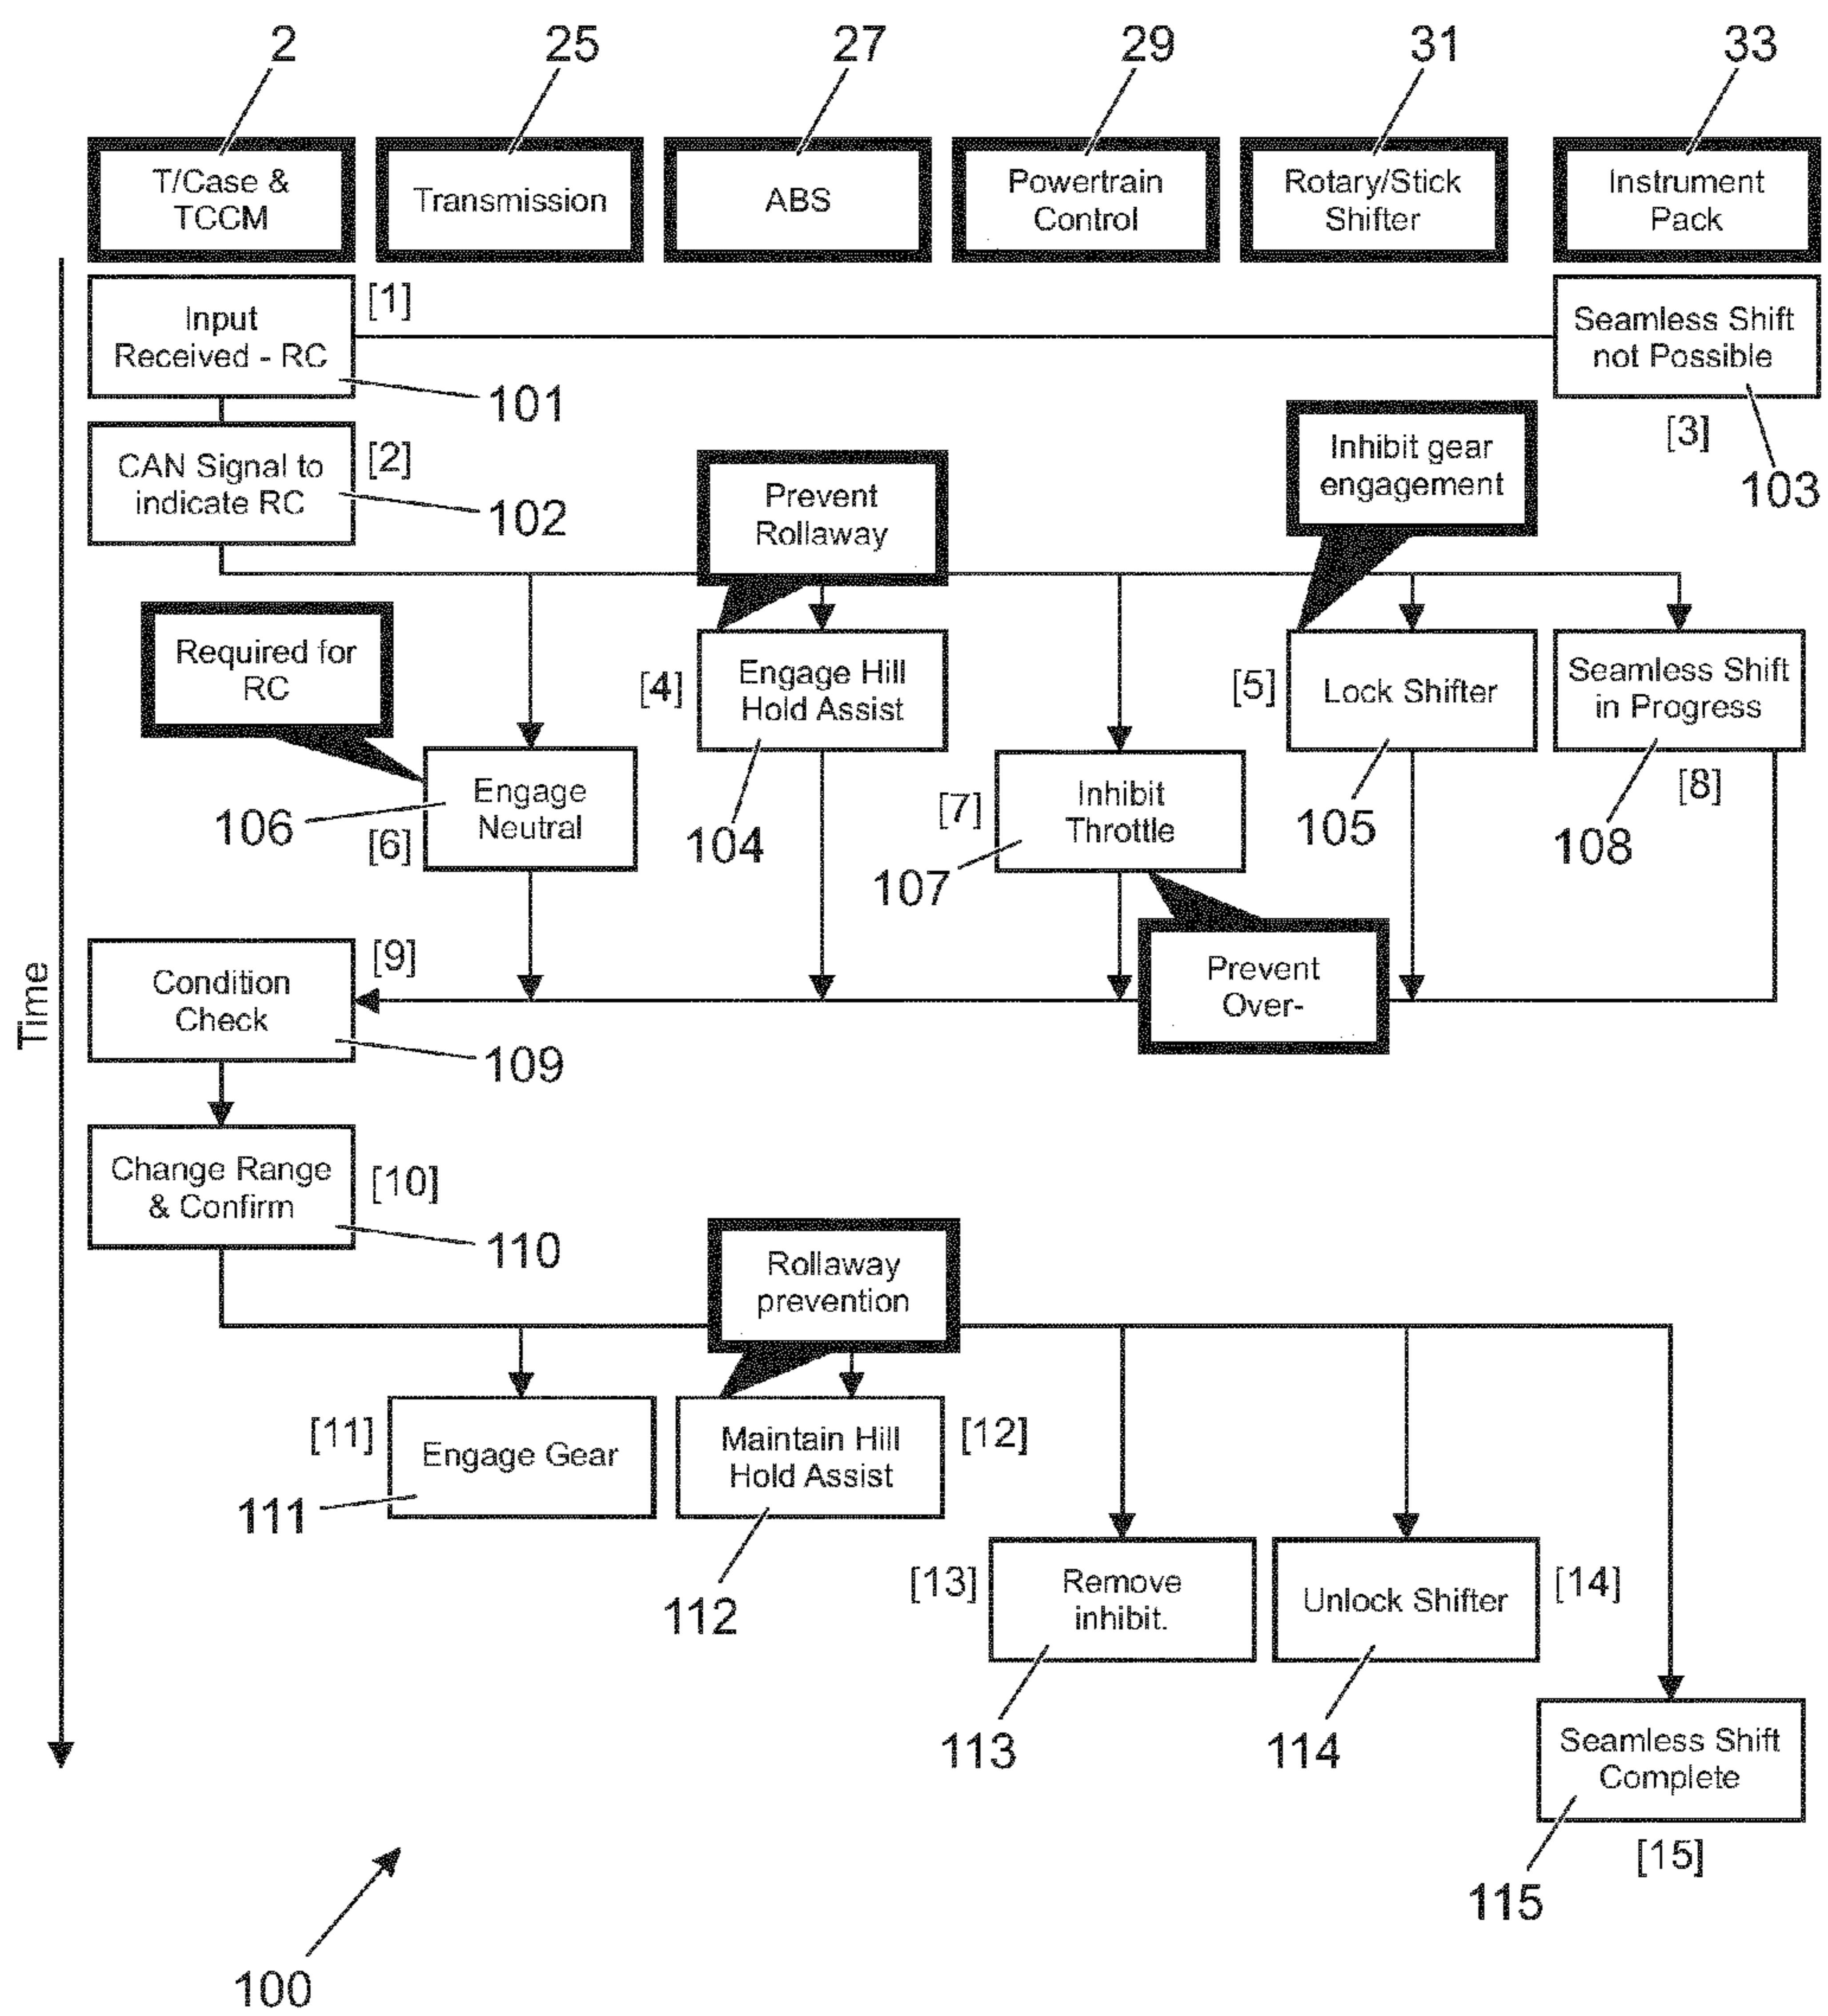 2
25
27
29
31
33
T/Case &
TCCM
Transmission
ABS
Powertrain
Control
Rotary/Stick
Shifter
Instrument
Pack
Input
Received - RC
[1]
101
Seamless Shift
not Possible
[3]
103
CAN Signal to
indicate RC
[2]
102
Prevent
Rollaway
Inhibit gear
engagement
Required for
RC
[4]
Engage Hill
Hold Assist
104
[5]
Lock Shifter
105
Seamless Shift
in Progress
[8]
108
106
[6]
Engage
Neutral
[7]
Inhibit
Throttle
107
Prevent
Over-
Time
Condition
Check
[9]
109
Change Range
& Confirm
[10]
110
Rollaway
prevention
[11]
Engage Gear
111
Maintain Hill
Hold Assist
[12]
112
[13]
Remove
inhibit.
113
Unlock Shifter
[14]
114
Seamless Shift
Complete
[15]
115
100